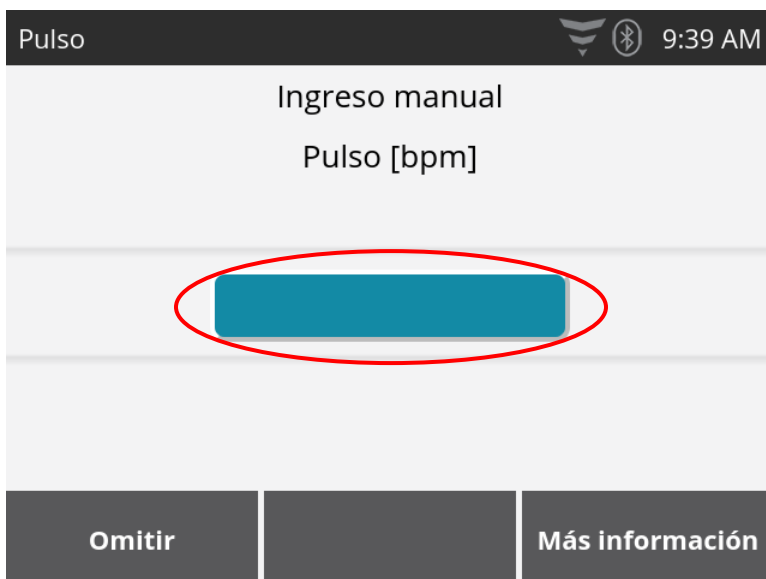 Pulso 9:39 AM
Ingreso manual
Pulso [bpm]
Omitir
Más información